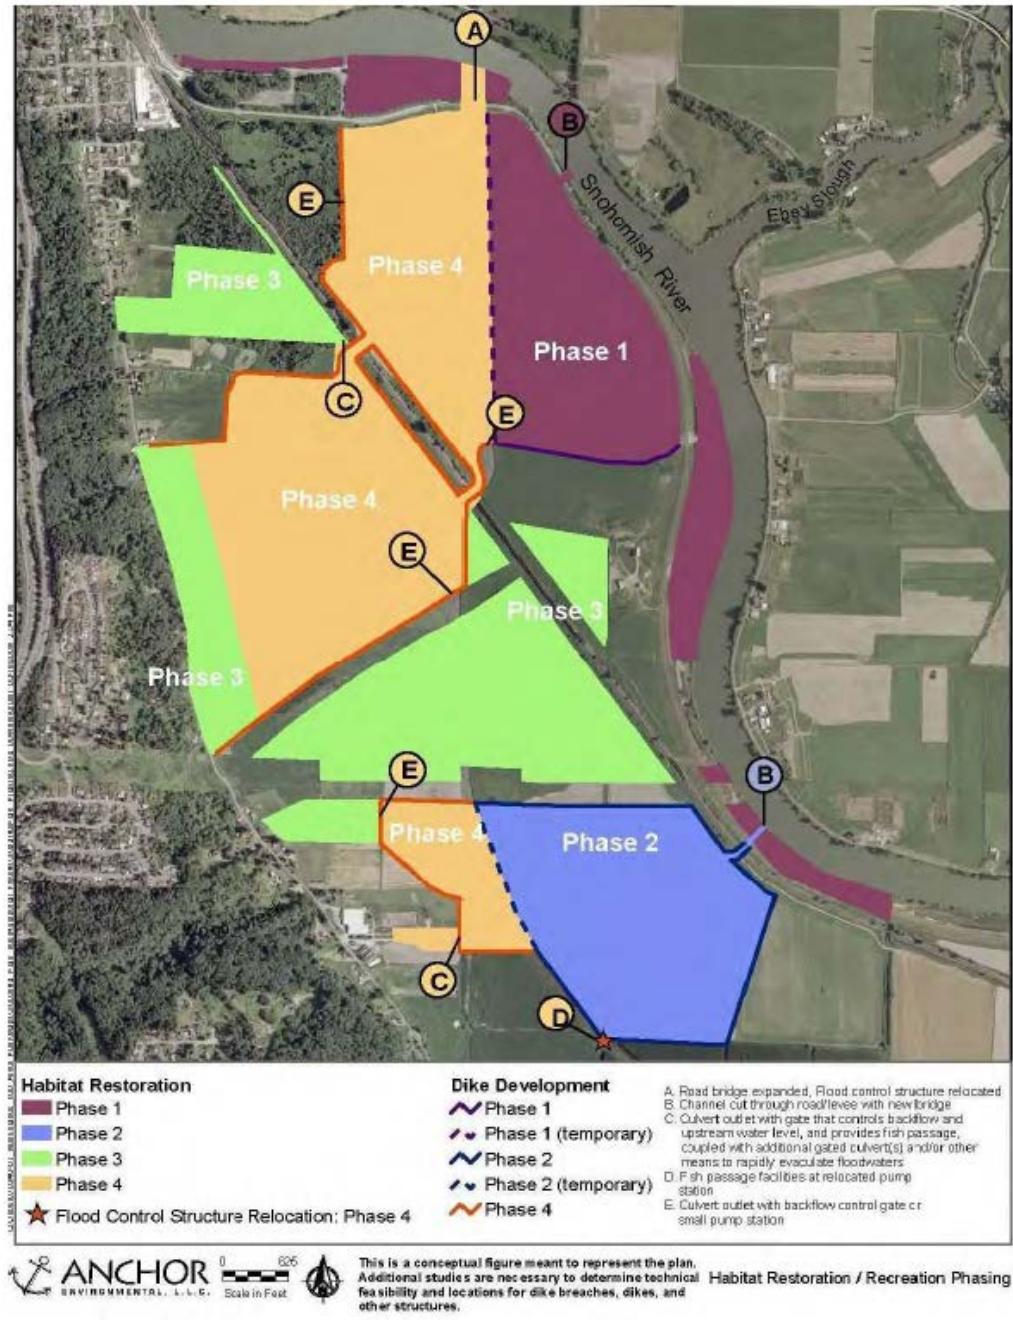 A
B
Snohomish River
Ebey Slough
E
Phase 4
Phase 3
Phase 1
C
E
Phase 4
E
Phase 3
Phase 3
E
B
Phase 4
Phase 2
C
D
Habitat Restoration
Phase 1
Phase 2
Phase 3
Phase 4
Flood Control Structure Relocation: Phase 4
Dike Development
Phase 1
Phase 1 (temporary)
Phase 2
Phase 2 (temporary)
Phase 4
A. Road bridge expanded, Flood control structure relocated
B. Channel cut through road/levee with new bridge
C. Culvert outlet with gate that controls backflow and
upstream water level, and provides fish passage,
coupled with additional gated culvert(s) and/or other
means to rapidly evacuate floodwaters
D. Fish passage facilities at relocated pump
station
E. Culvert outlet with backflow control gate or
small pump station
ANCHOR
ENVIRONMENTAL, L.L.C.
0 625
Scale in Feet
This is a conceptual figure meant to represent the plan.
Additional studies are necessary to determine technical
feasibility and locations for dike breaches, dikes, and
other structures.
Habitat Restoration / Recreation Phasing